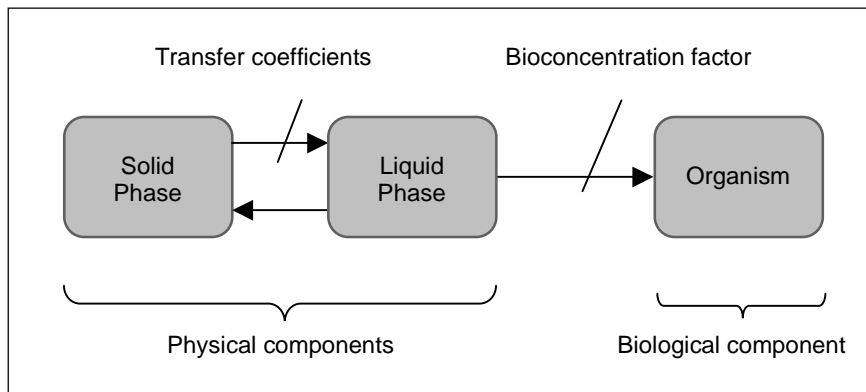 Transfer coefficients
Bioconcentration factor
Solid
Phase
Liquid
Phase
Organism
Physical components
Biological component